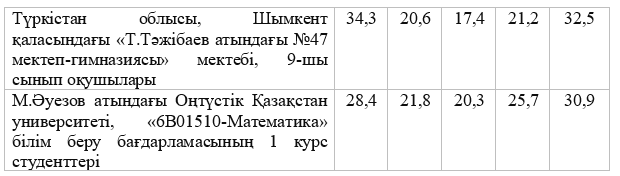 Түркістан облысы, Шымкент 34,3 20,6 17,4 21,2 32,5
қаласындағы «Т.Тәжібаев атындағы №47
мектеп-гимназиясы» мектебі, 9-шы
сынып оқушылары
М.Әуезов атындағы Оңтүстік Қазақстан 28,4 21,8 20,3 25,7 30,9
университеті, «6В01510-Математика»
білім беру бағдарламасының 1 курс
студенттері